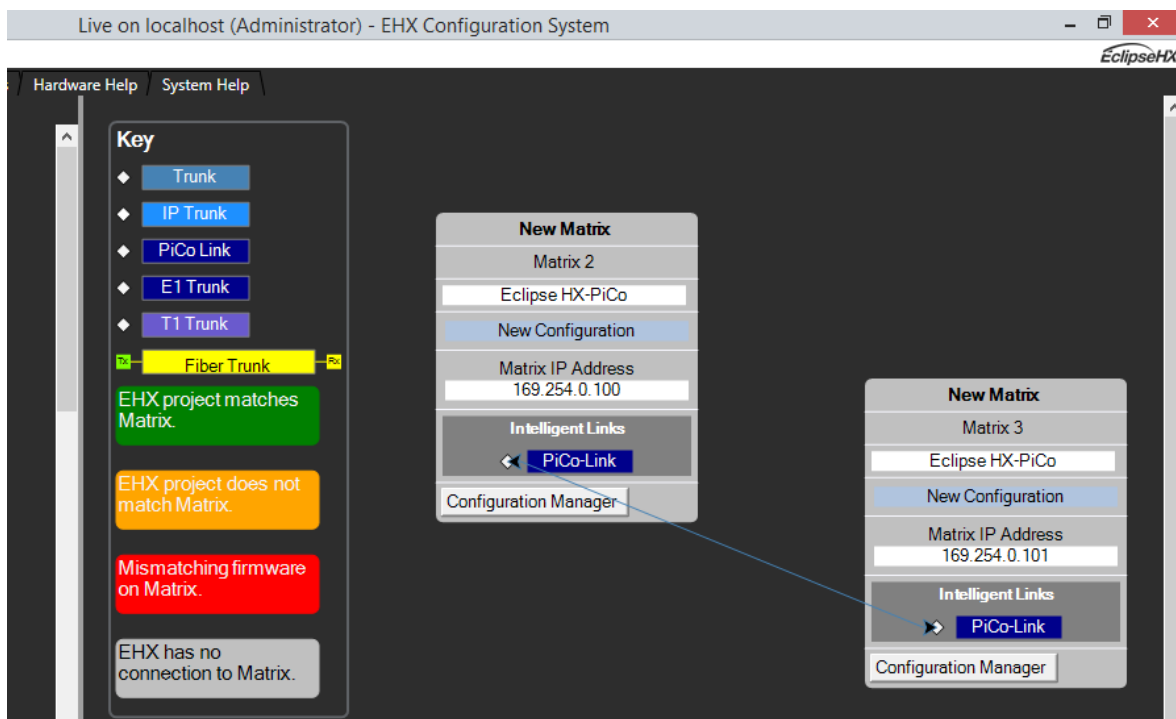 Live on localhost (Administrator) - EHX Configuration System
EclipseHX
Hardware Help
System Help
Key
Trunk
IP Trunk
PiCo Link
E1 Trunk
T1 Trunk
Tx
Fiber Trunk
Rx
EHX project matches
Matrix.
EHX project does not
match Matrix.
Mismatching firmware
on Matrix.
EHX has no
connection to Matrix.
New Matrix
Matrix 2
Eclipse HX-PiCo
New Configuration
Matrix IP Address
169.254.0.100
Intelligent Links
PiCo-Link
Configuration Manager
New Matrix
Matrix 3
Eclipse HX-PiCo
New Configuration
Matrix IP Address
169.254.0.101
Intelligent Links
PiCo-Link
Configuration Manager